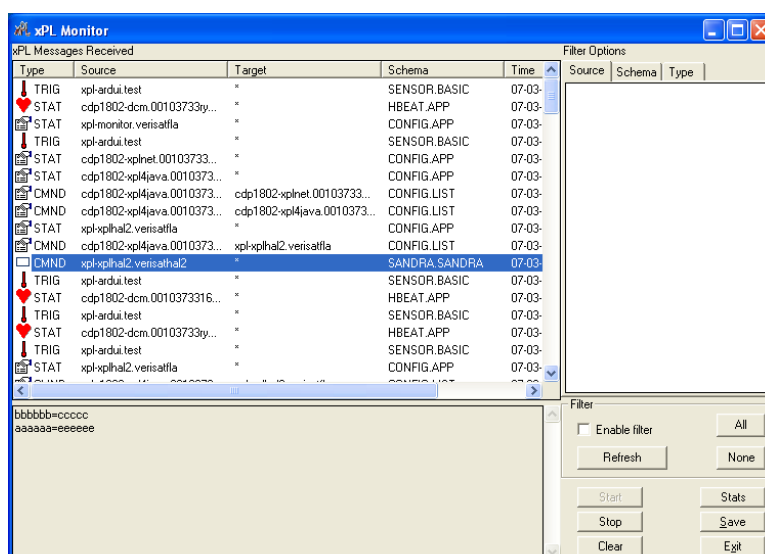 xPL Monitor
xPL Messages Received
Type Source Target Schema Time
TRIG xpl-ardui.test * SENSOR.BASIC 07-03-
STAT cdp1802-dcm.00103733ry... * HBEAT.APP 07-03-
STAT xpl-monitor.verisatfla * CONFIG.APP 07-03-
TRIG xpl-ardui.test * SENSOR.BASIC 07-03-
STAT cdp1802-xplnet.00103733... * CONFIG.APP 07-03-
STAT cdp1802-xpl4java.0010373... * CONFIG.APP 07-03-
CMND cdp1802-xpl4java.0010373... cdp1802-xplnet.00103733... CONFIG.LIST 07-03-
CMND cdp1802-xpl4java.0010373... cdp1802-xpl4java.0010373... CONFIG.LIST 07-03-
STAT xpl-xplhal2.verisatfla * CONFIG.APP 07-03-
CMND cdp1802-xpl4java.0010373... xpl-xplhal2.verisatfla CONFIG.LIST 07-03-
CMND xpl-xplhal2.verisathal2 * SANDRA.SANDRA 07-03-
TRIG xpl-ardui.test * SENSOR.BASIC 07-03-
STAT cdp1802-dcm.0010373316... * HBEAT.APP 07-03-
TRIG xpl-ardui.test * SENSOR.BASIC 07-03-
STAT cdp1802-dcm.00103733ry... * HBEAT.APP 07-03-
TRIG xpl-ardui.test * SENSOR.BASIC 07-03-
STAT xpl-xplhal2.verisatfla * CONFIG.APP 07-03-
bbbbbb=ccccc
aaaaaa=eeeeee
Filter Options
Source Schema Type
Filter
Enable filter All
Refresh None
Start Stats
Stop Save
Clear Exit